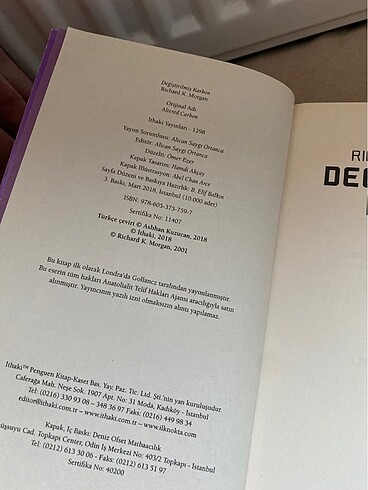 Değiştirilmiş Karbon
Richard K. Morgan
Orijinal Adı
Altered Carbon
İthaki Yayınları - 1298
Yayın Sorumlusu: Alican Saygı Ortanca
Editör: Alican Saygı Ortanca
Düzelti: Ömer Ezer
Kapak Tasarım: Hamdi Akçay
Kapak İllüstrasyon: Abel Chan Arce
Sayfa Düzeni ve Baskıya Hazırlık: B. Elif Balkın
3. Baskı, Mart 2018, İstanbul (10.000 adet)
ISBN: 978-605-375-759-7
Sertifika No: 11407
Türkçe çeviri © Aslıhan Kuzucan, 2018
© İthaki, 2018
© Richard K. Morgan, 2001
Bu kitap ilk olarak Londra'da Gollancz tarafından yayımlanmıştır.
Bu eserin tüm hakları Anatolialit Telif Hakları Ajansı aracılığıyla satın
alınmıştır. Yayıncının yazılı izni olmaksızın alıntı yapılamaz.
İthaki™ Penguen Kitap-Kaset Bas. Yay. Paz. Tic. Ltd. Şti.'nin yan kuruluşudur.
Caferağa Mah. Neşe Sok. 1907 Apt. No: 31 Moda, Kadıköy - İstanbul
Tel: (0216) 330 93 08 - 348 36 97 Faks: (0216) 449 98 34
editor@ithaki.com.tr – www.ithaki.com.tr – www.ilknokta.com
Kapak, İç Baskı: Deniz Ofset Matbaacılık
Cad. Topkapı Center, Odin İş Merkezi No: 403/2 Topkapı - İstanbul
Tel: (0212) 613 30 06 - Faks: (0212) 613 51 97
Sertifika No: 40200
RI
DEĞ